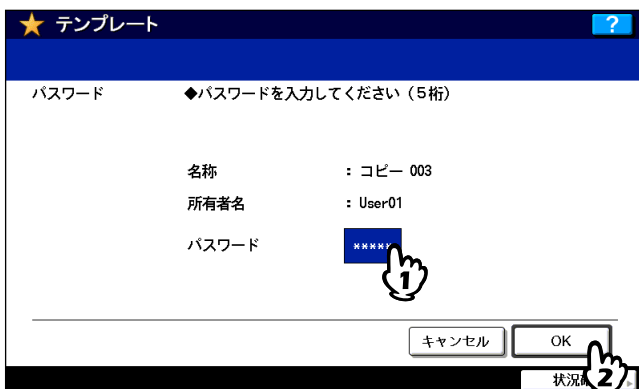 テンプレート
?
パスワード ◆パスワードを入力してください（5桁）
名称 : コピー 003
所有者名 : User01
パスワード *****
1
キャンセル OK
状況
2